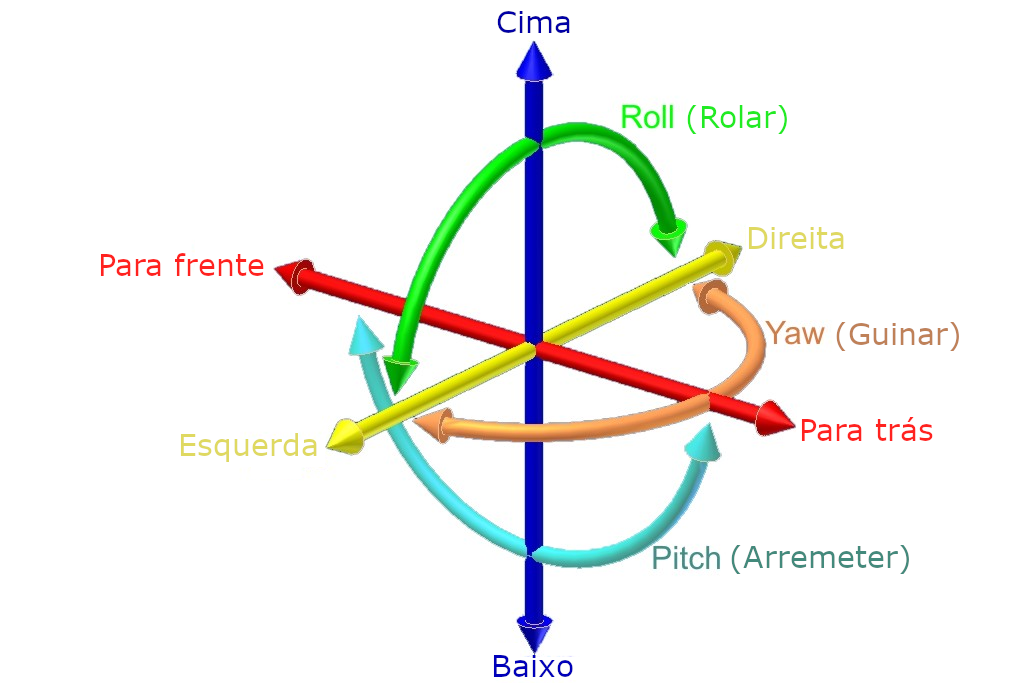 Cima
Roll (Rolar)
Direita
Para frente
Yaw (Guinar)
Para trás
Esquerda
Pitch (Arremeter)
Baixo